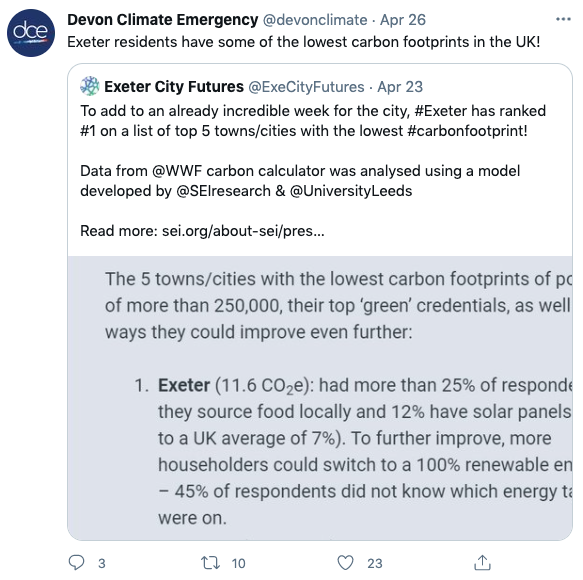 dce
Devon Climate Emergency @devonclimate · Apr 26
Exeter residents have some of the lowest carbon footprints in the UK!
Exeter City Futures @ExeCityFutures · Apr 23
To add to an already incredible week for the city, #Exeter has ranked
#1 on a list of top 5 towns/cities with the lowest #carbonfootprint!
Data from @WWF carbon calculator was analysed using a model
developed by @SEIresearch & @UniversityLeeds
Read more: sei.org/about-sei/pres...
The 5 towns/cities with the lowest carbon footprints of po
of more than 250,000, their top ‘green’ credentials, as well
ways they could improve even further:
1. Exeter (11.6 CO₂e): had more than 25% of responde
they source food locally and 12% have solar panels
to a UK average of 7%). To further improve, more
householders could switch to a 100% renewable en
– 45% of respondents did not know which energy ta
were on.
3 10 23